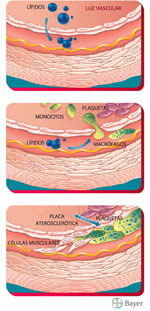 LÍPIDOS
LUZ VASCULAR
PLAQUETAS
MONOCITOS
LÍPIDOS
MACRÓFAGOS
PLACA
ATEROSCLERÓTICA
PLAQUETAS
CÉLULAS MUSCULARES
Bayer